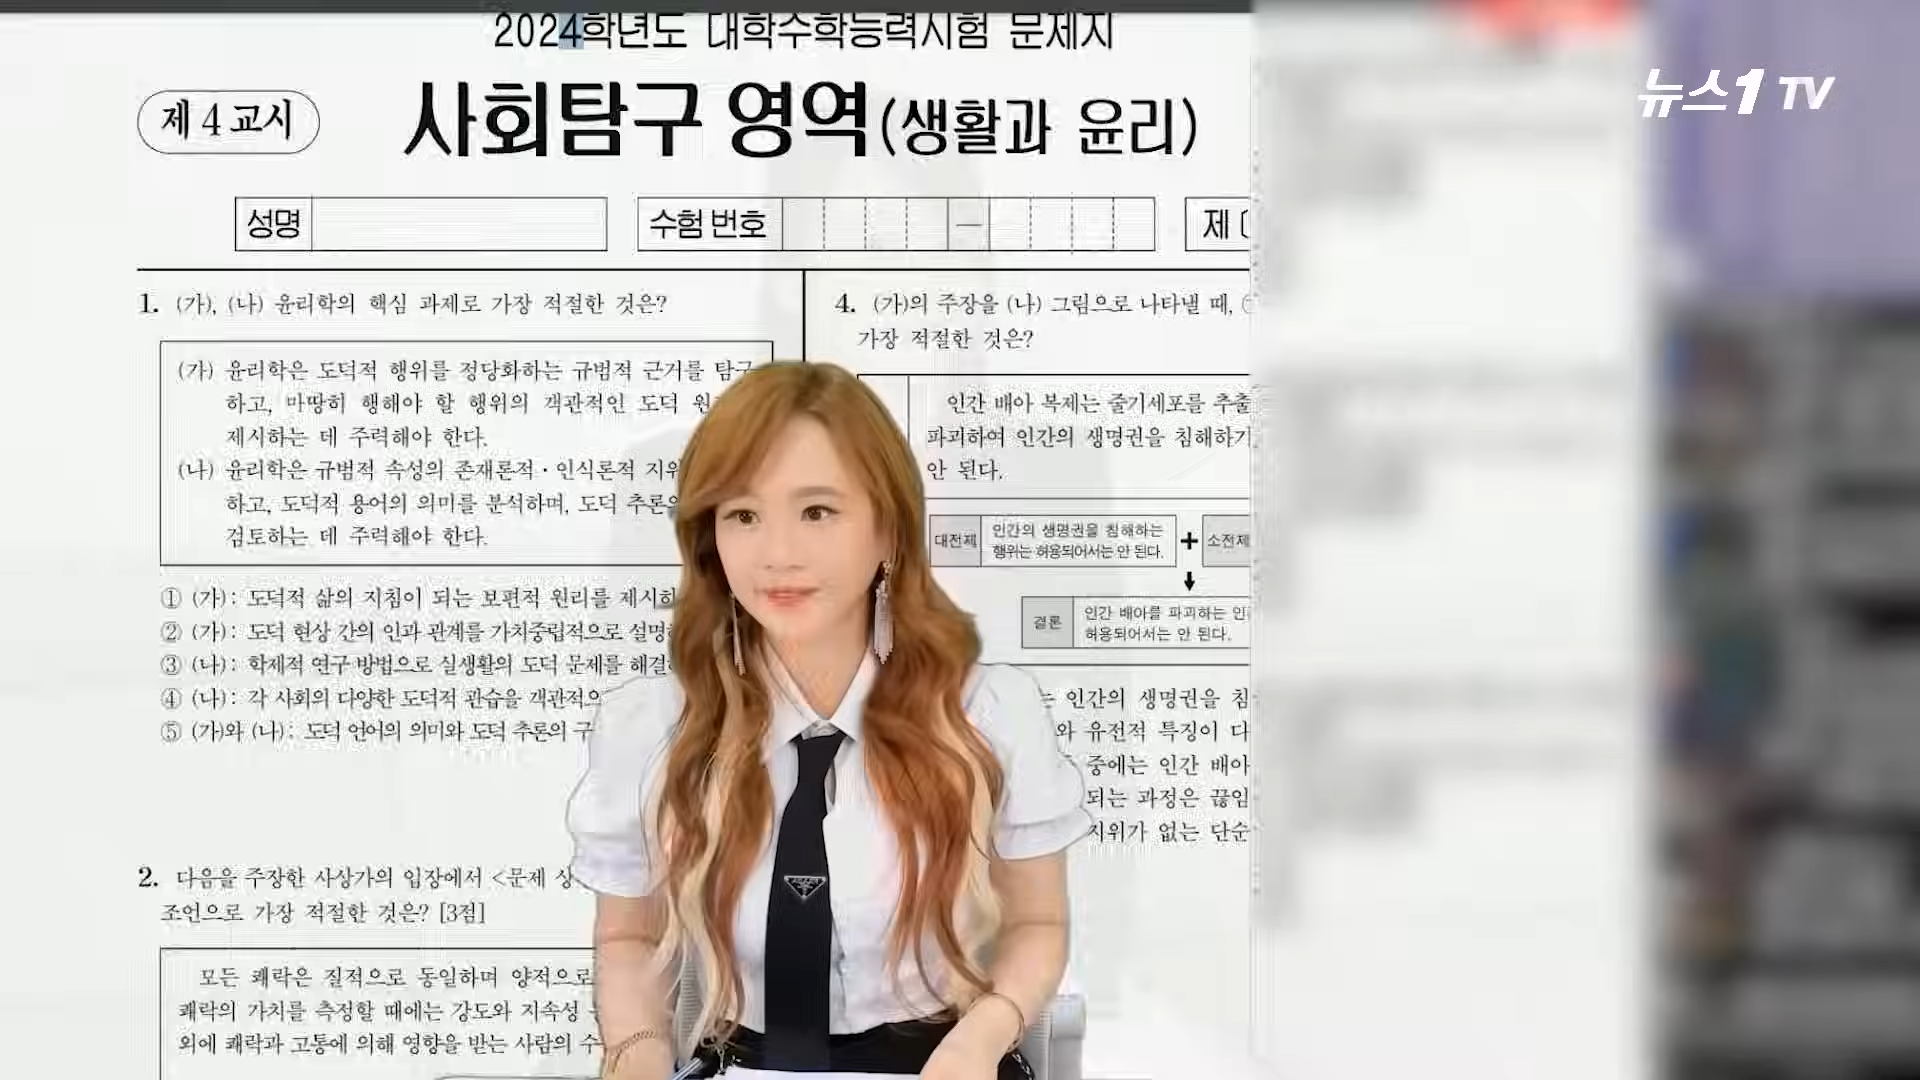 2024학년도 대학수학능력시험 문제지
뉴스1 TV
제 4 교시
사회탐구 영역(생활과 윤리)
성명
수험 번호
제
1. (가), (나) 윤리학의 핵심 과제로 가장 적절한 것은?
(가) 윤리학은 도덕적 행위를 정당화하는 규범적 근거를 탐구
하고, 마땅히 행해야 할 행위의 객관적인 도덕
제시하는 데 주력해야 한다.
(나) 윤리학은 규범적 속성의 존재론적·인식론적
하고, 도덕적 용어의 의미를 분석하며, 도덕
검토하는 데 주력해야 한다.
① (가): 도덕적 삶의 지침이 되는 보편적 원리를
② (가): 도덕 현상 간의 인과 관계를 가치중립적으로
③ (나): 학제적 연구 방법으로 실생활의 도덕 문제를
④ (나): 각 사회의 다양한 도덕적 관습을
⑤ (가)와 (나): 도덕 언어의 의미와 도덕 추론의
2. 다음을 주장한 사상가의 입장에서 <문제
조언으로 가장 적절한 것은? [3점]
모든 쾌락은 질적으로 동일하며 양적으로
쾌락의 가치를 측정할 때에는 강도와 지속성
외에 쾌락과 고통에 의해 영향을 받는 사람의
4. (가)의 주장을 (나) 그림으로 나타낼 때,
가장 적절한 것은?
인간 배아 복제는 줄기세포를 추출
파괴하여 인간의 생명권을 침해하기
안 된다.
대전제
인간의 생명권을 침해하는
행위는 허용되어서는 안 된다.
+
소전제
결론
인간 배아를 파괴하는
허용되어서는 안 된다.
인간의 생명권을 침
와 유전적 특징이 다
중에는 인간 배아
되는 과정은 끊임
지위가 없는 단순